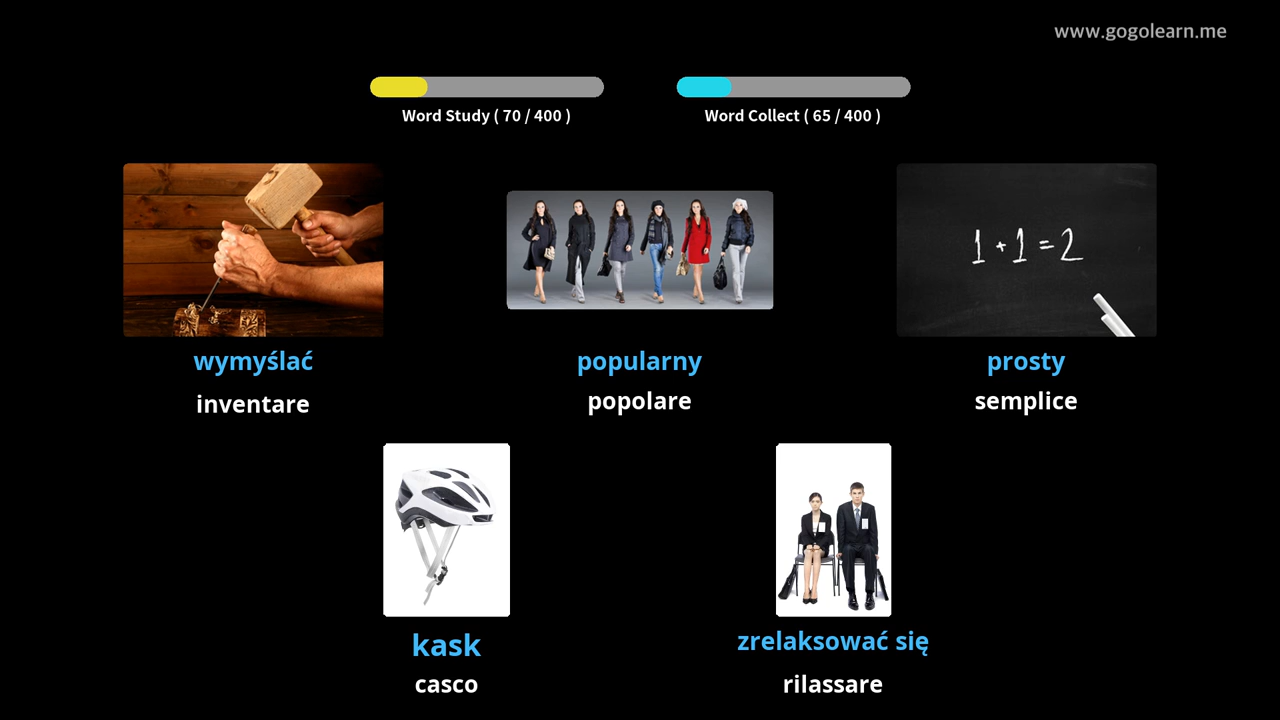 www.gogolearn.me
Word Study ( 70 / 400 )
Word Collect ( 65 / 400 )
1 + 1 = 2
wymyślać
popularny
prosty
inventare
popolare
semplice
kask
zrelaksować się
casco
rilassare